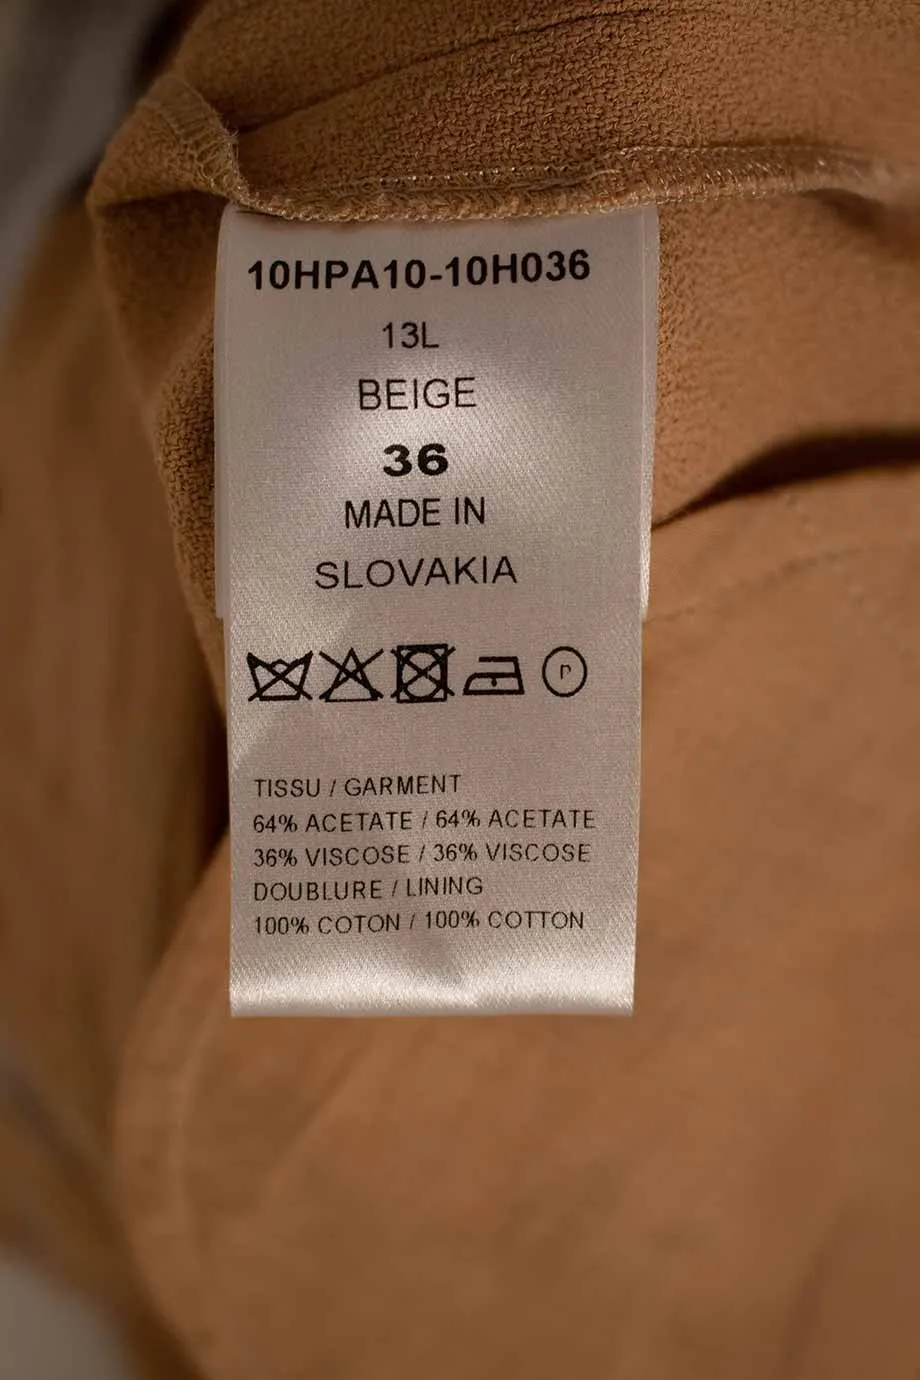 10HPA10-10H036
13L
BEIGE
36
MADE IN
SLOVAKIA
P
TISSU / GARMENT
64% ACETATE / 64% ACETATE
36% VISCOSE / 36% VISCOSE
DOUBLURE / LINING
100% COTON / 100% COTTON